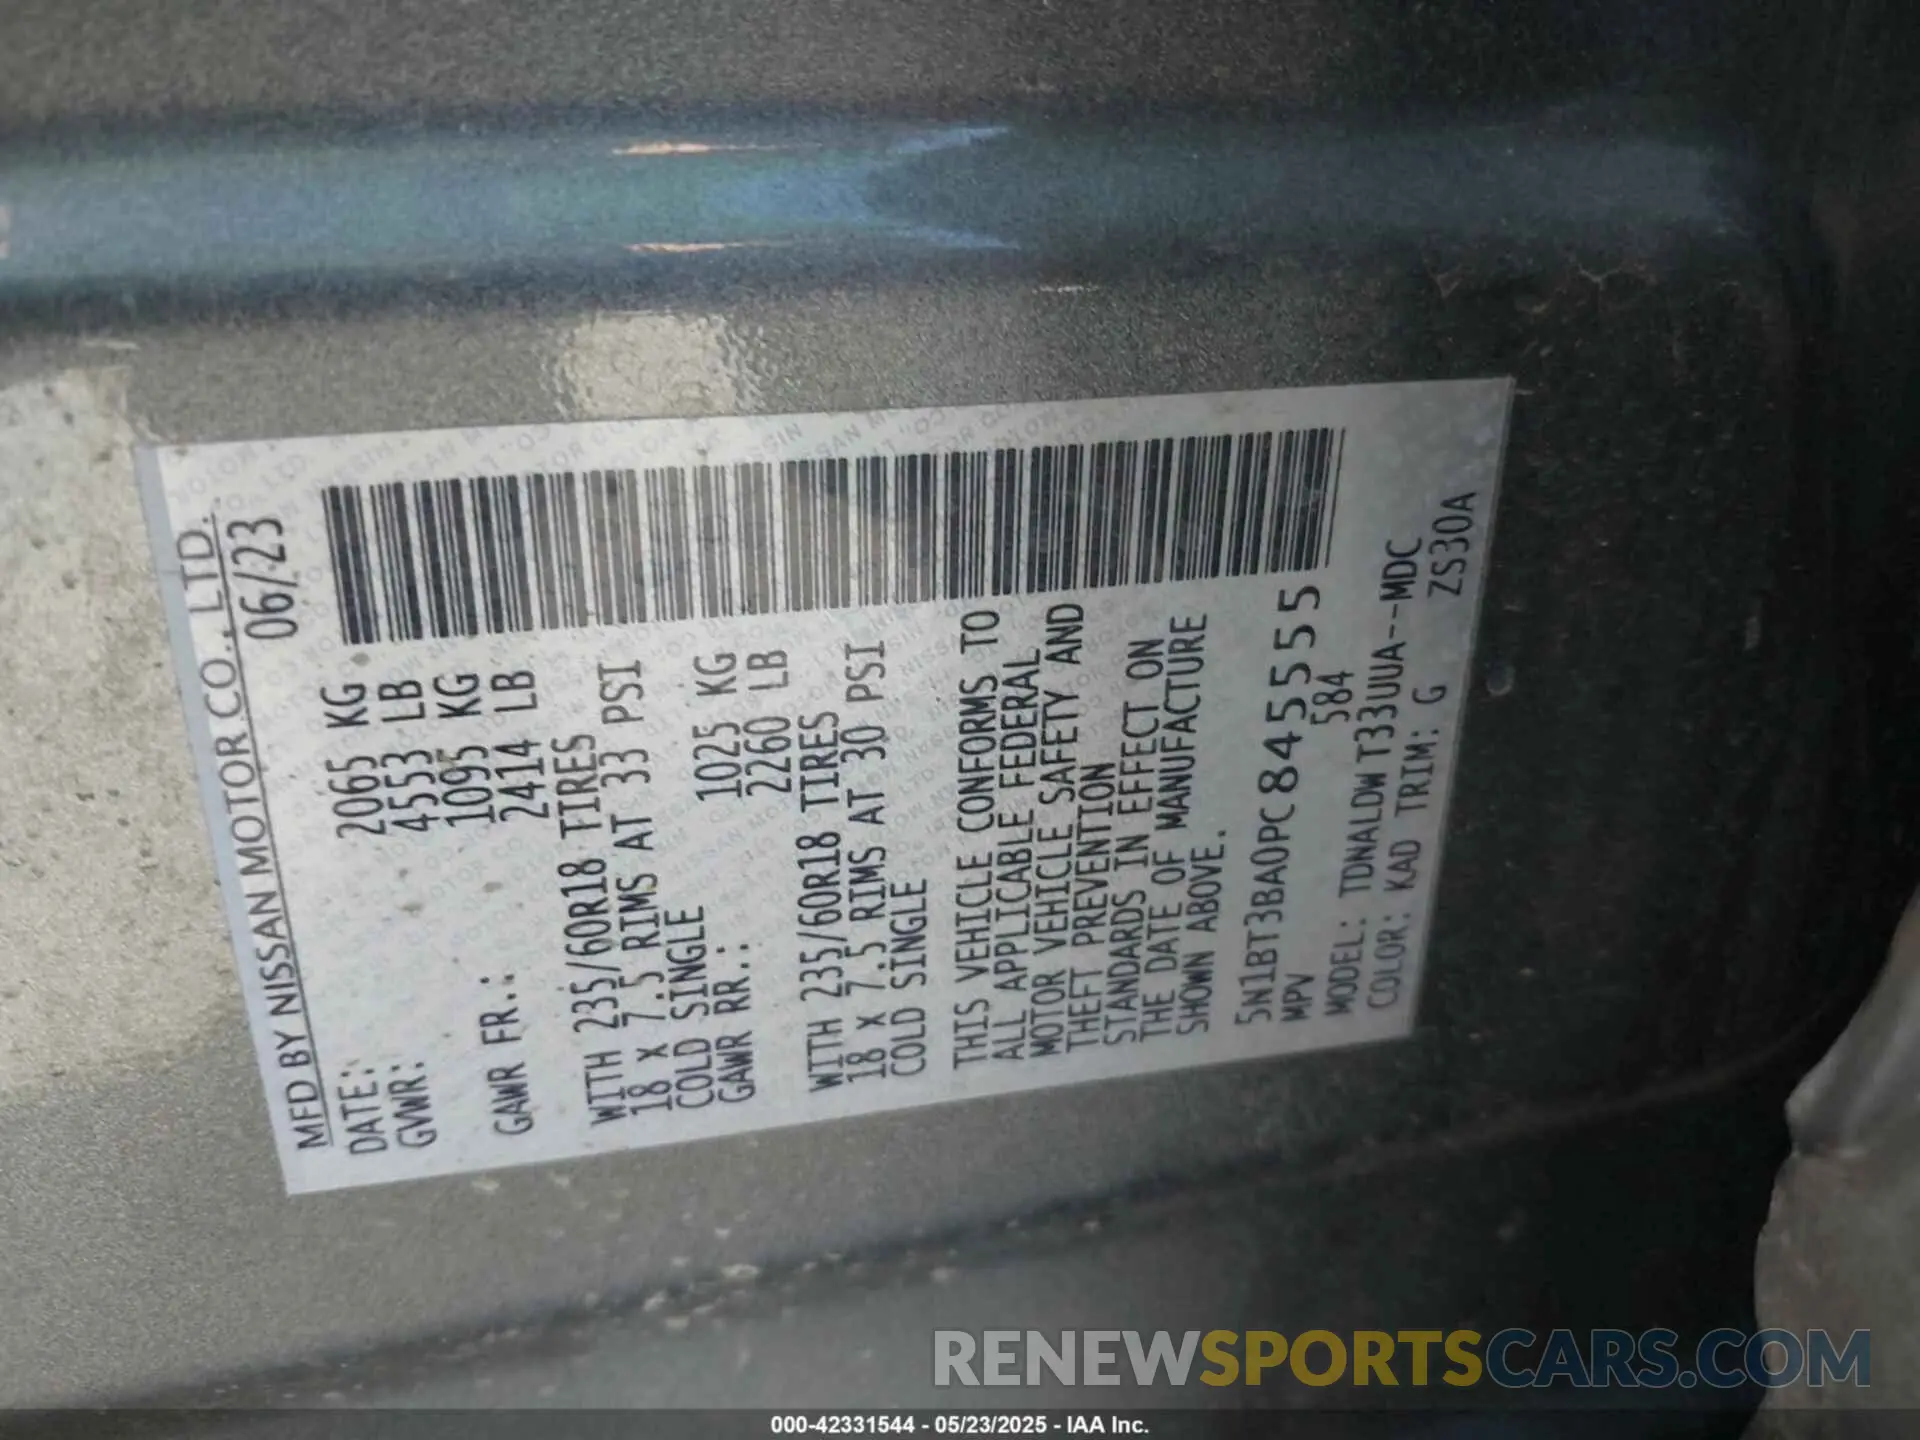 MFD BY NISSAN MOTOR CO., LTD.
DATE: 06/23
GVWR: 2065 KG
4553 LB
GAWR FR.: 1095 KG
2414 LB
WITH 235/60R18 TIRES
18 X 7.5 RIMS AT 33 PSI
COLD SINGLE
GAWR RR.: 1025 KG
2260 LB
WITH 235/60R18 TIRES
18 X 7.5 RIMS AT 30 PSI
COLD SINGLE
THIS VEHICLE CONFORMS TO
ALL APPLICABLE FEDERAL
MOTOR VEHICLE SAFETY AND
THEFT PREVENTION
STANDARDS IN EFFECT ON
THE DATE OF MANUFACTURE
SHOWN ABOVE.
5N1BT3BA0PC845555
MPV 584
MODEL: TDNALDWT33UUA--MDC
COLOR: KAD TRIM: G ZS30A
RENEWSPORTSCARS.COM
000-42331544 - 05/23/2025 - IAA Inc.